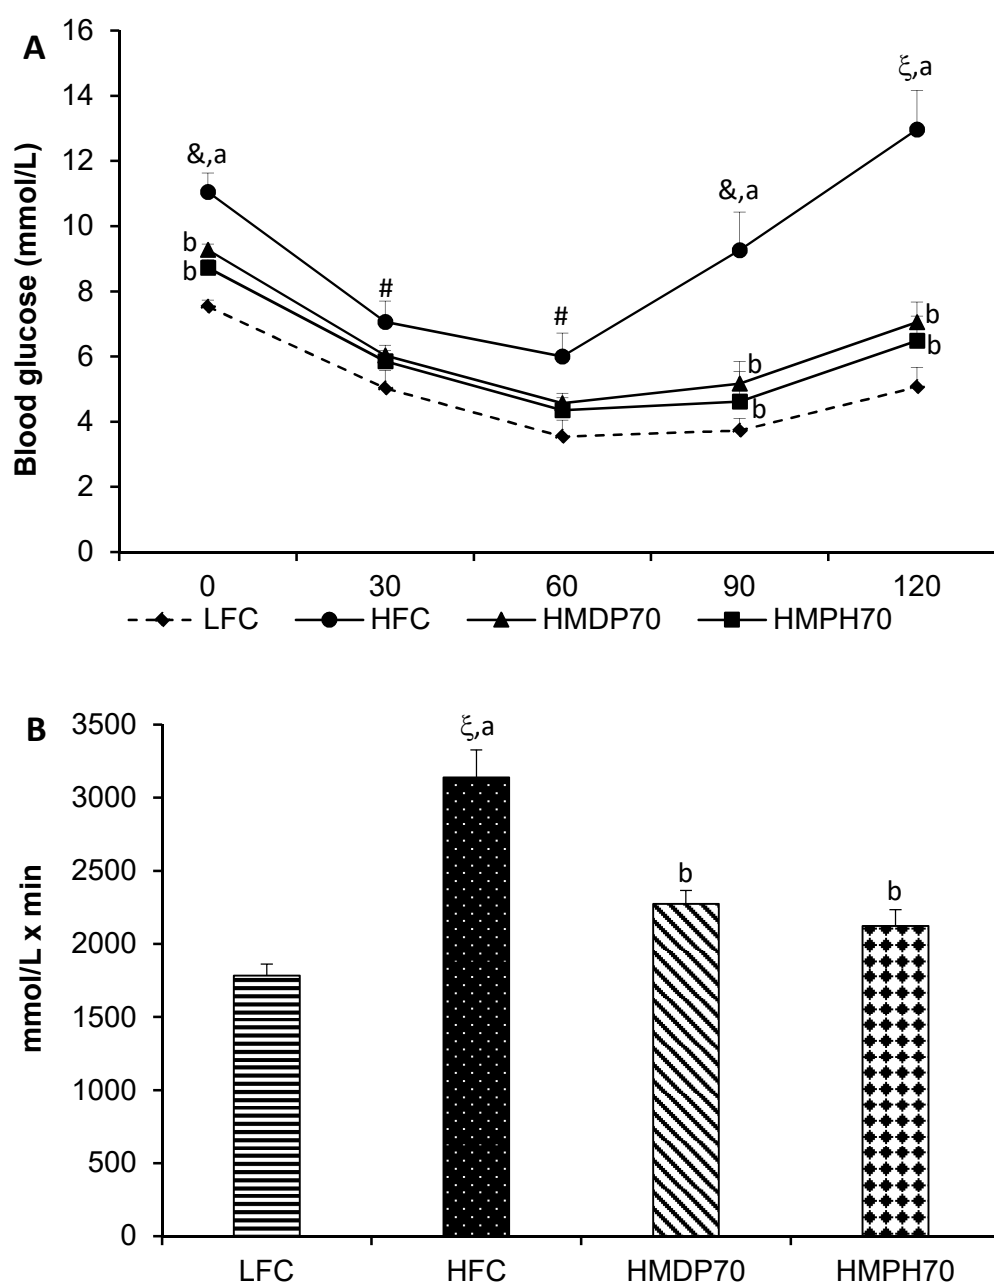 A
Blood glucose (mmol/L)
16
14
12
10
8
6
4
2
0
&,a
b
b
#
#
&,a
b
b
ξ,a
b
b
0 30 60 90 120
LFC HFC HMDP70 HMPH70
B
mmol/L x min
3500
3000
2500
2000
1500
1000
500
0
ξ,a
b
b
LFC HFC HMDP70 HMPH70